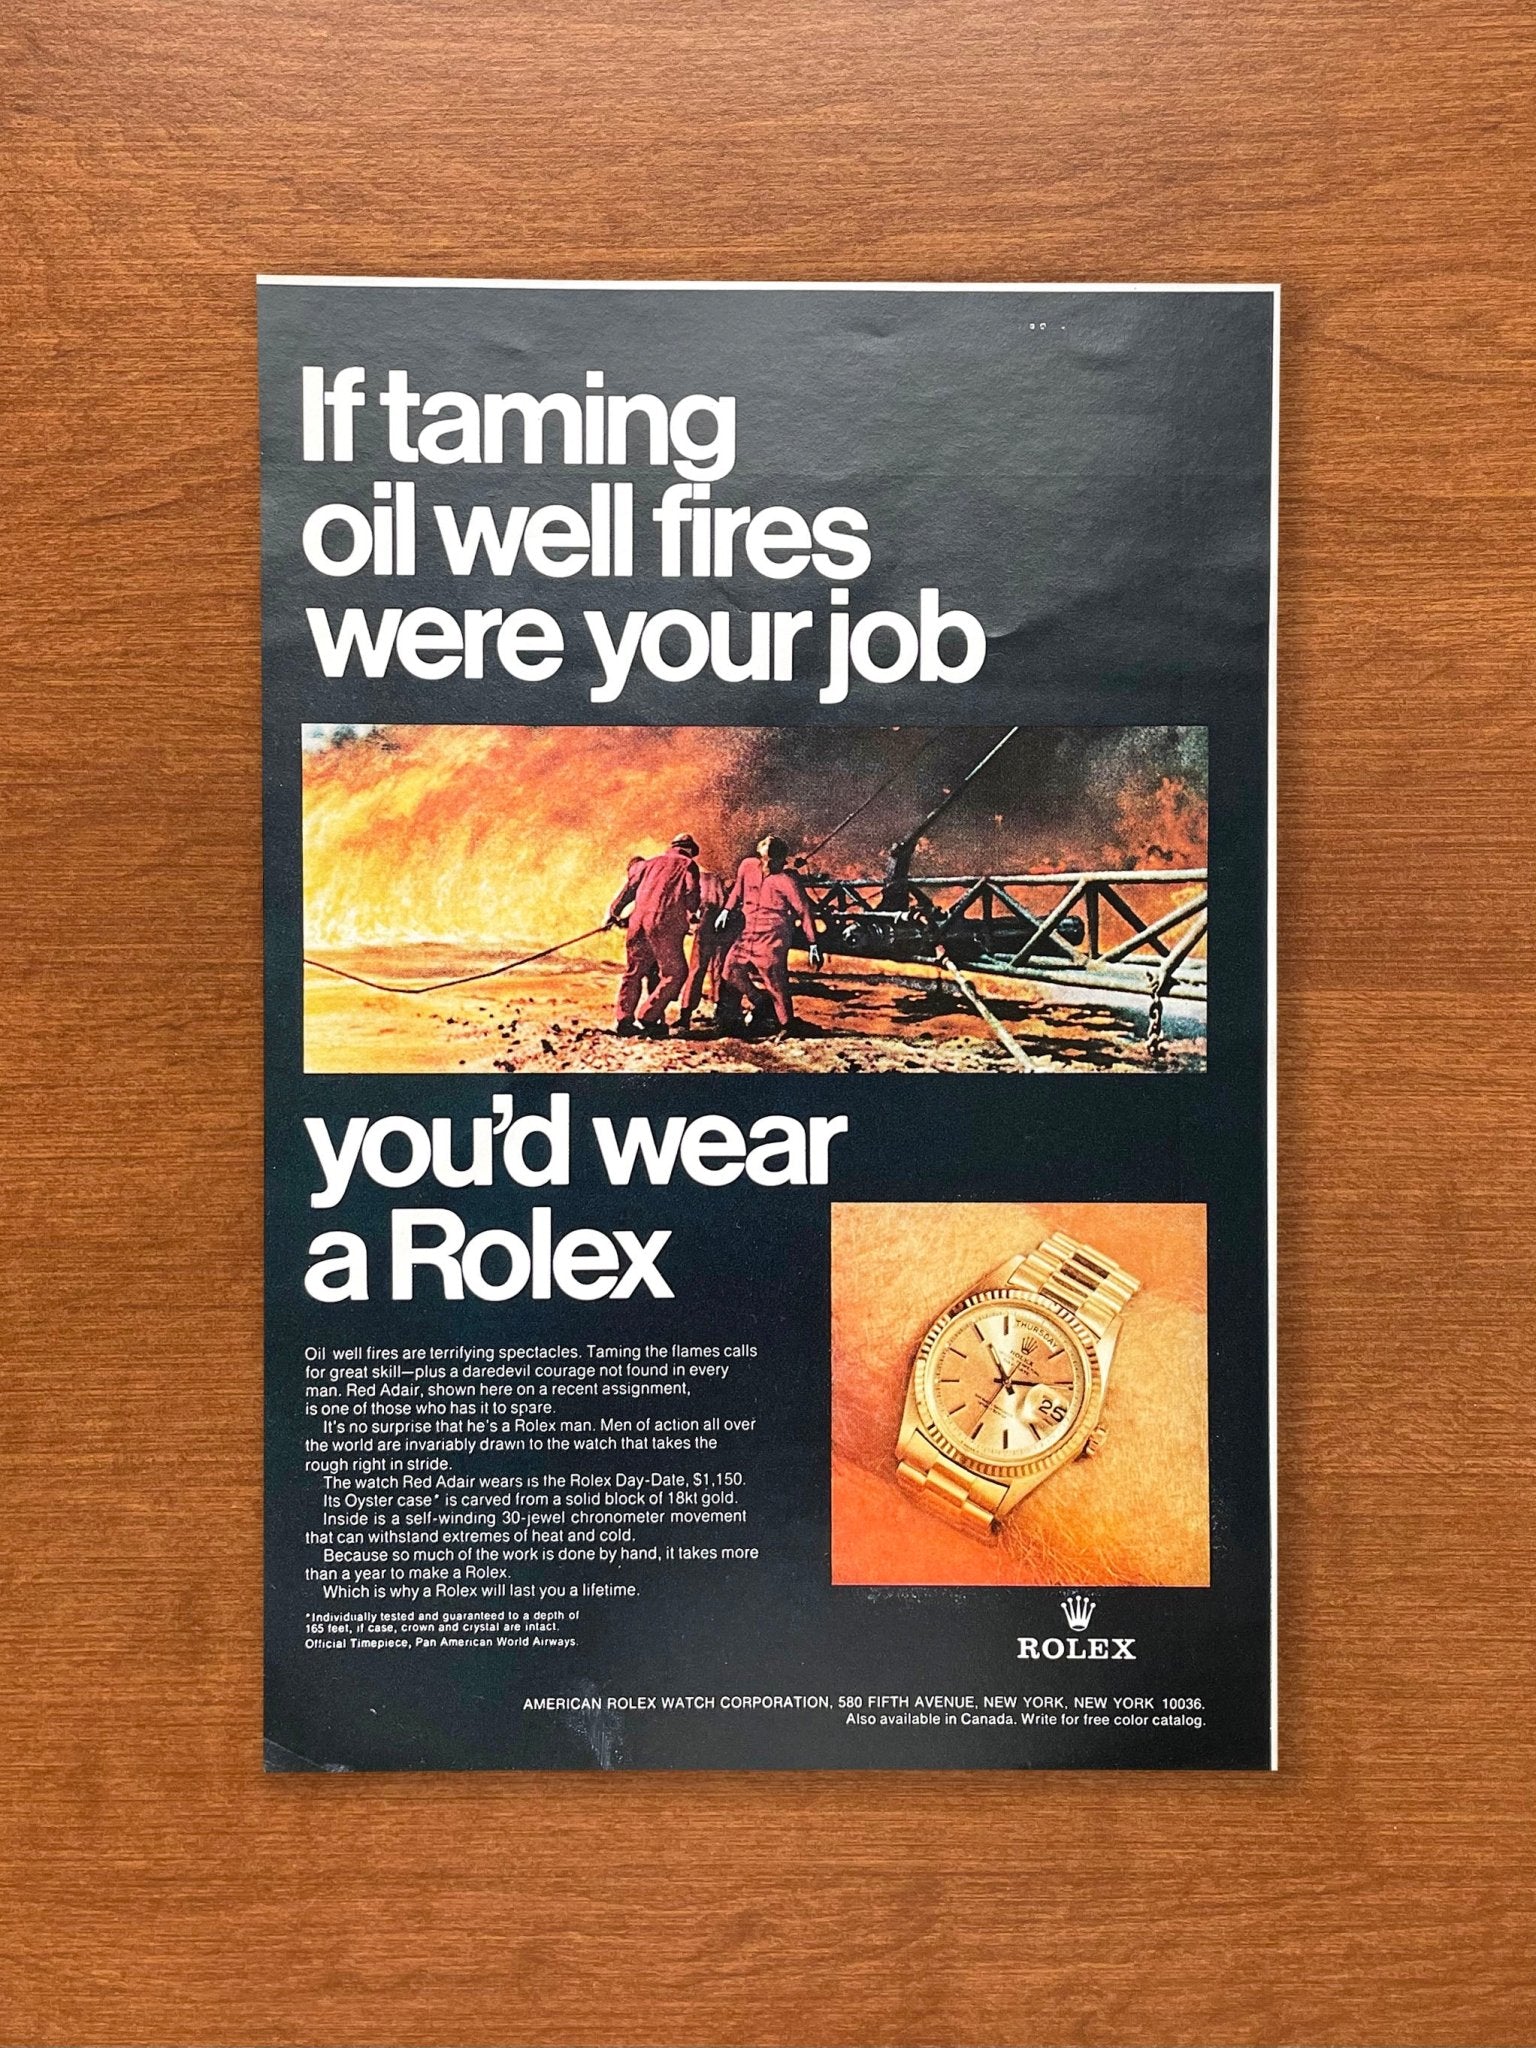 If taming
oil well fires
were your job
you'd wear
a Rolex
Oil well fires are terrifying spectacles. Taming the flames calls
for great skill—plus a daredevil courage not found in every
man. Red Adair, shown here on a recent assignment,
is one of those who has it to spare.
It's no surprise that he's a Rolex man. Men of action all over
the world are invariably drawn to the watch that takes the
rough right in stride.
The watch Red Adair wears is the Rolex Day-Date, $1,150.
Its Oyster case* is carved from a solid block of 18kt gold.
Inside is a self-winding 30-jewel chronometer movement
that can withstand extremes of heat and cold.
Because so much of the work is done by hand, it takes more
than a year to make a Rolex.
Which is why a Rolex will last you a lifetime.
*Individually tested and guaranteed to a depth of
165 feet, if case, crown and crystal are intact.
Official Timepiece, Pan American World Airways.
THURSDAY
ROLEX
25
ROLEX
AMERICAN ROLEX WATCH CORPORATION, 580 FIFTH AVENUE, NEW YORK, NEW YORK 10036.
Also available in Canada. Write for free color catalog.